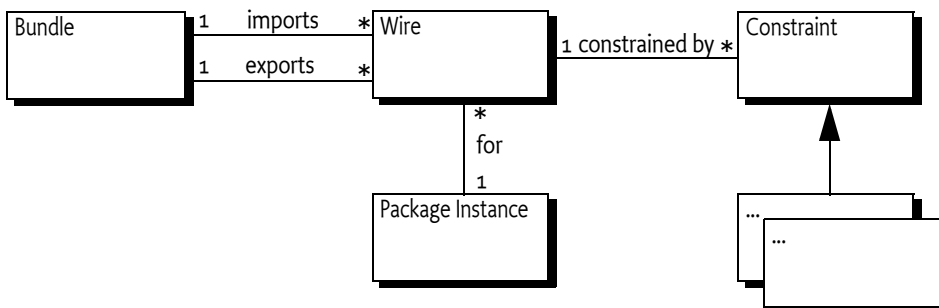 Bundle
1 imports *
Wire
1 constrained by *
Constraint
1 exports *
*
for
1
Package Instance
...
...